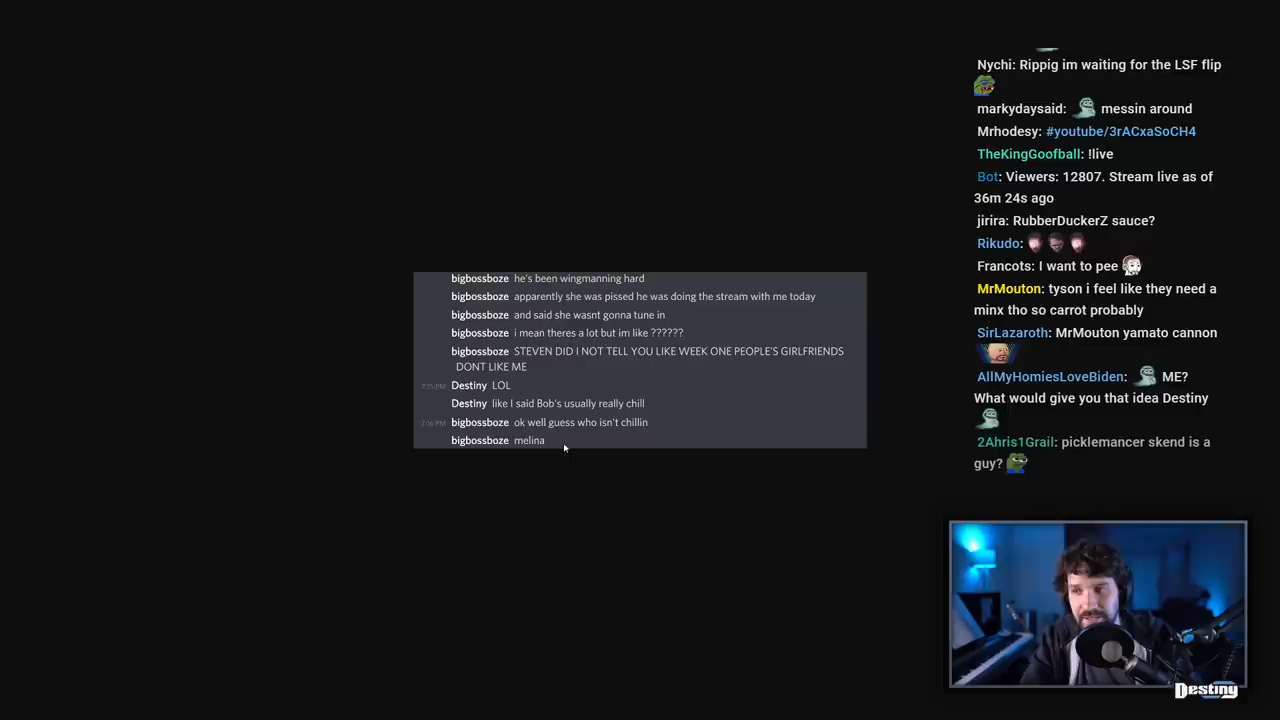 bigbossboze he's been wingmanning hard
bigbossboze apparently she was pissed he was doing the stream with me today
bigbossboze and said she wasnt gonna tune in
bigbossboze i mean theres a lot but im like ??????
bigbossboze STEVEN DID I NOT TELL YOU LIKE WEEK ONE PEOPLE'S GIRLFRIENDS
DONT LIKE ME
7:15 PM Destiny LOL
Destiny like I said Bob's usually really chill
7:16 PM bigbossboze ok well guess who isn't chillin
bigbossboze melina
Nychi: Rippig im waiting for the LSF flip
markydaysaid: messin around
Mrhodesy: #youtube/3rACxaSoCH4
TheKingGoofball: !live
Bot: Viewers: 12807. Stream live as of
36m 24s ago
jirira: RubberDuckerZ sauce?
Rikudo:
Francots: I want to pee
MrMouton: tyson i feel like they need a
minx tho so carrot probably
SirLazaroth: MrMouton yamato cannon
AllMyHomiesLoveBiden: ME?
What would give you that idea Destiny
2Ahris1Grail: picklemancer skend is a
guy?
Destiny